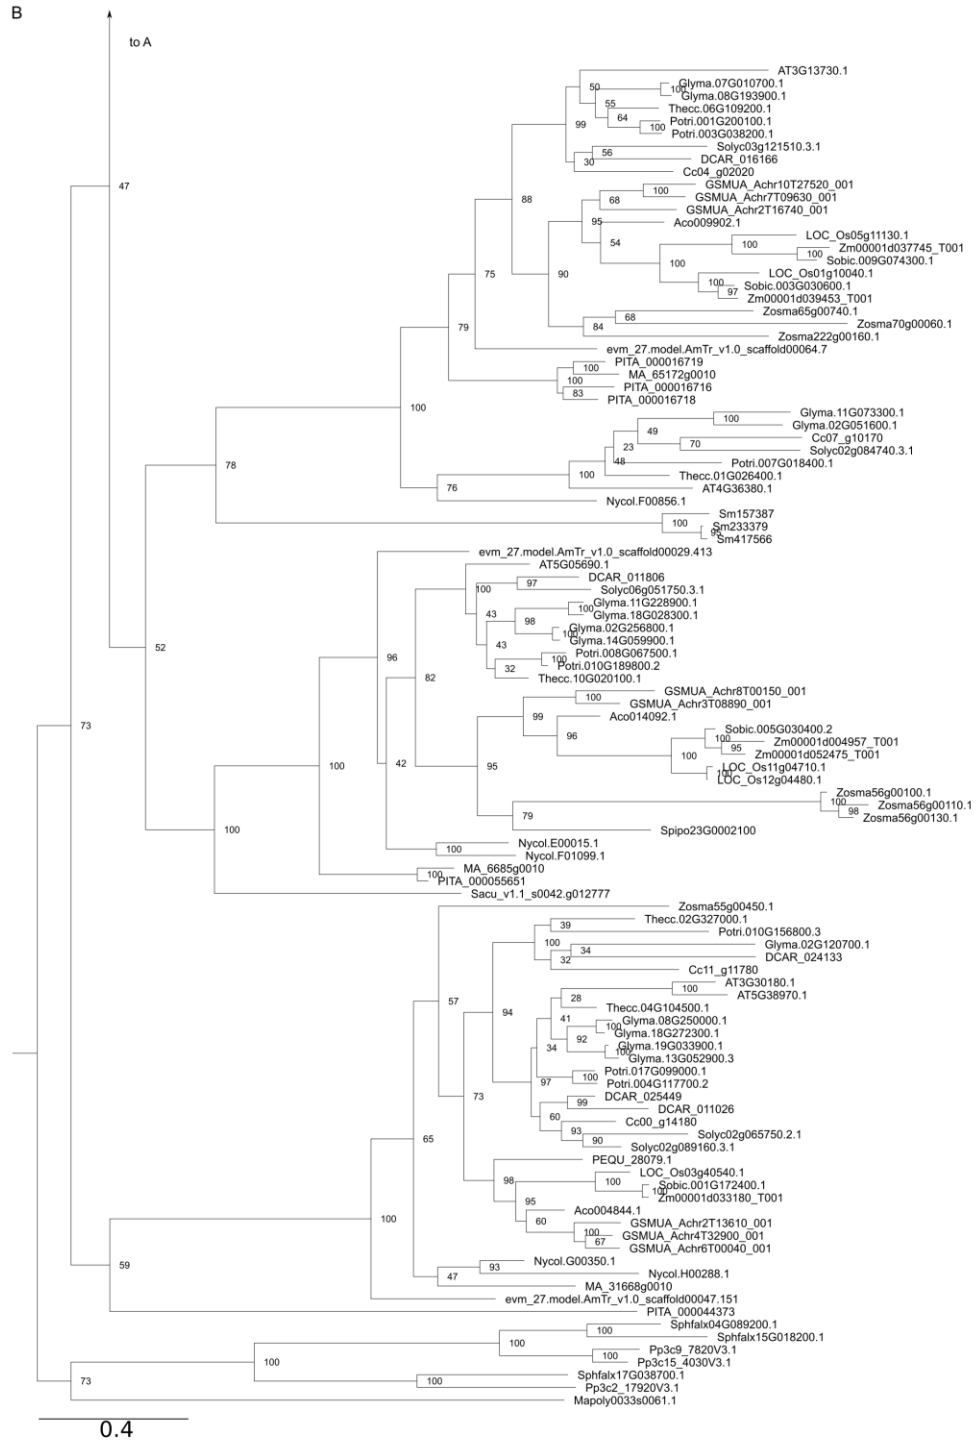 B
to A
AT3G13730.1
50
Glyma.07G010700.1
100
Glyma.08G193900.1
55
Thecc.06G109200.1
64
Potri.001G200100.1
99
100
Potri.003G038200.1
Solyc03g121510.3.1
56
DCAR_016166
30
Cc04_g02020
47
GSMUA_Achr10T27520_001
100
88
68
GSMUA_Achr7T09630_001
GSMUA_Achr2T16740_001
95
Aco009902.1
LOC_Os05g11130.1
54
100
Zm00001d037745_T001
100
100
Sobic.009G074300.1
75
90
LOC_Os01g10040.1
100
Sobic.003G030600.1
97
Zm00001d039453_T001
Zosma65g00740.1
68
79
84
Zosma70g00060.1
Zosma222g00160.1
evm_27.model.AmTr_v1.0_scaffold00064.7
PITA_000016719
100
MA_65172g0010
100
PITA_000016716
83
PITA_000016718
100
Glyma.11G073300.1
100
Glyma.02G051600.1
49
Cc07_g10170
23
70
Solyc02g084740.3.1
48
Potri.007G018400.1
78
100
Thecc.01G026400.1
76
AT4G36380.1
Nycol.F00856.1
Sm157387
100
Sm233379
95
Sm417566
evm_27.model.AmTr_v1.0_scaffold00029.413
AT5G05690.1
DCAR_011806
100
97
Solyc06g051750.3.1
Glyma.11G228900.1
43
100
98
Glyma.18G028300.1
Glyma.02G256800.1
100
43
Glyma.14G059900.1
52
Potri.008G067500.1
96
100
32
Potri.010G189800.2
82
Thecc.10G020100.1
GSMUA_Achr8T00150_001
100
GSMUA_Achr3T08890_001
99
Aco014092.1
73
Sobic.005G030400.2
96
100
Zm00001d004957_T001
95
100
Zm00001d052475_T001
100
42
95
LOC_Os11g04710.1
100
LOC_Os12g04480.1
Zosma56g00100.1
100
Zosma56g00110.1
79
98
Zosma56g00130.1
100
Spipo23G0002100
Nycol.E00015.1
100
Nycol.F01099.1
MA_6685g0010
100
PITA_000055651
Sacu_v1.1_s0042.g012777
Zosma55g00450.1
Thecc.02G327000.1
39
Potri.010G156800.3
100
Glyma.02G120700.1
34
32
DCAR_024133
Cc11_g11780
AT3G30180.1
100
57
28
AT5G38970.1
94
Thecc.04G104500.1
41
Glyma.08G250000.1
100
92
Glyma.18G272300.1
34
Glyma.19G033900.1
100
Glyma.13G052900.3
Potri.017G099000.1
97
100
Potri.004G117700.2
73
DCAR_025449
99
DCAR_011026
60
Cc00_g14180
93
Solyc02g065750.2.1
65
90
Solyc02g089160.3.1
PEQU_28079.1
LOC_Os03g40540.1
98
100
Sobic.001G172400.1
100
Zm00001d033180_T001
95
Aco004844.1
100
60
GSMUA_Achr2T13610_001
100
GSMUA_Achr4T32900_001
67
GSMUA_Achr6T00040_001
59
Nycol.G00350.1
93
47
Nycol.H00288.1
MA_31668g0010
evm_27.model.AmTr_v1.0_scaffold00047.151
PITA_000044373
Sphfalx04G089200.1
100
100
Sphfalx15G018200.1
Pp3c9_7820V3.1
100
100
Pp3c15_4030V3.1
Sphfalx17G038700.1
73
100
Pp3c2_17920V3.1
Mapoly0033s0061.1
0.4